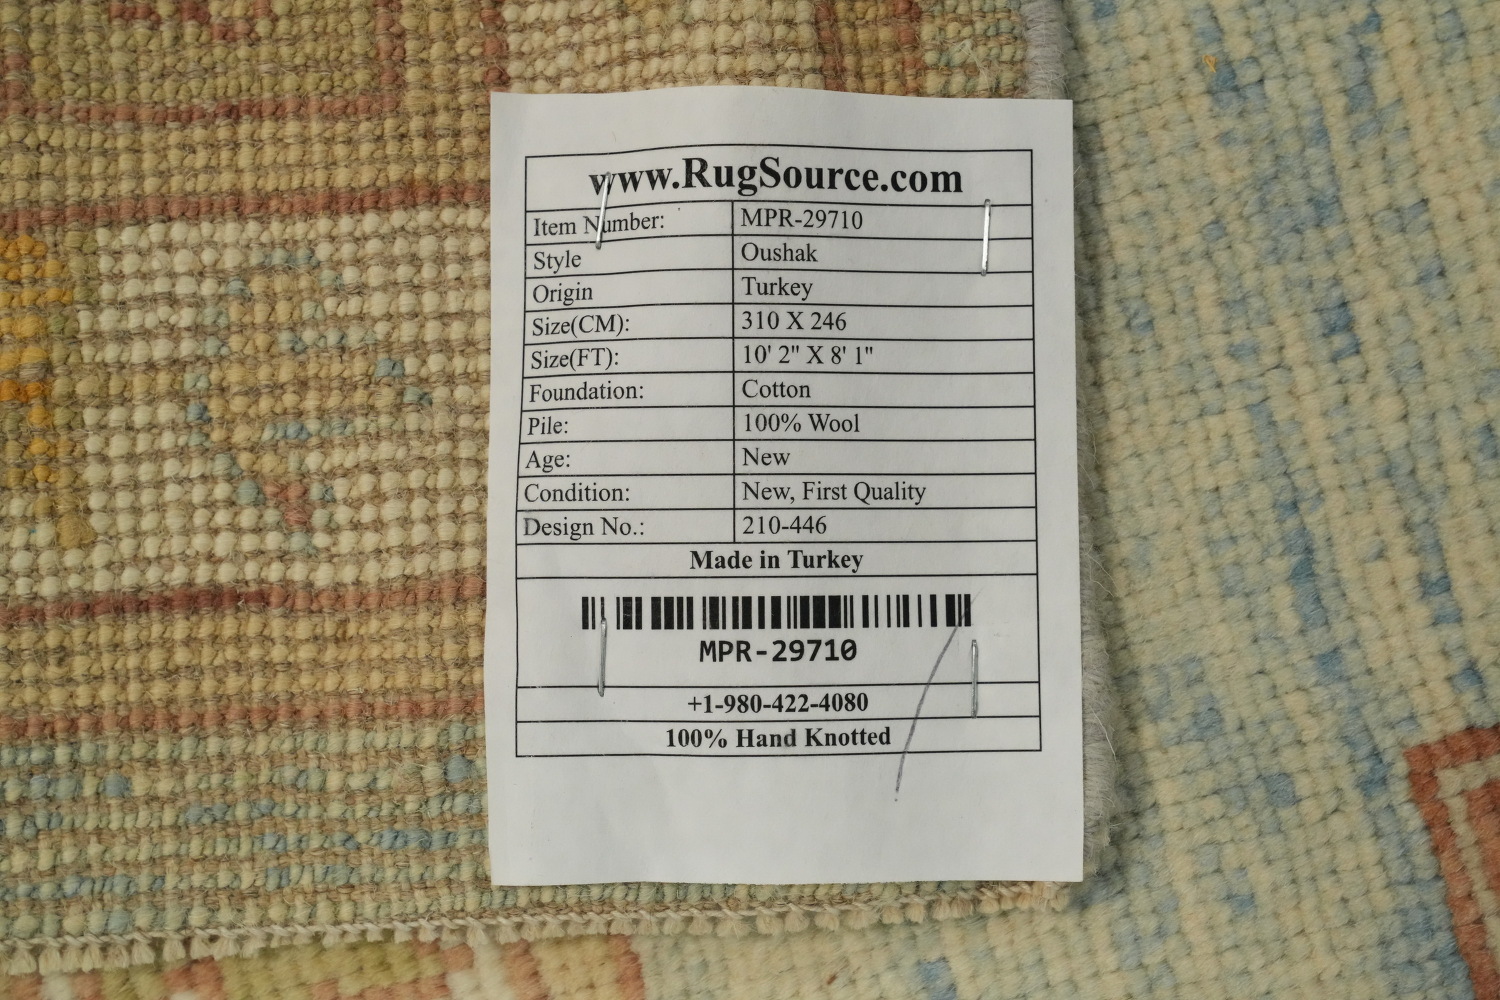 www.RugSource.com
Item Number: MPR-29710
Style Oushak
Origin Turkey
Size(CM): 310 X 246
Size(FT): 10' 2" X 8' 1"
Foundation: Cotton
Pile: 100% Wool
Age: New
Condition: New, First Quality
Design No.: 210-446
Made in Turkey
MPR-29710
+1-980-422-4080
100% Hand Knotted